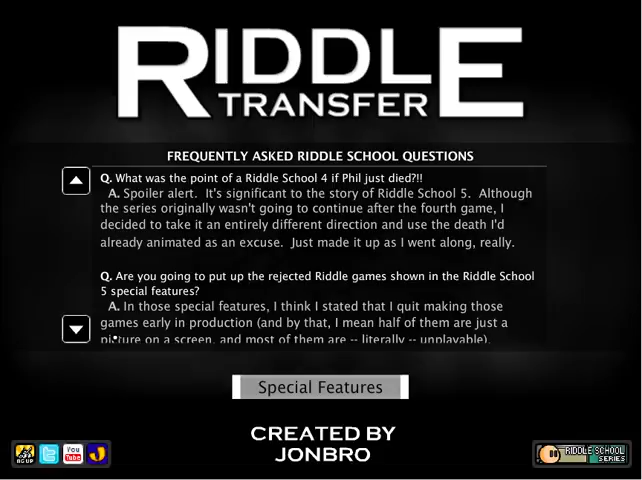 RIDDLE
TRANSFER
FREQUENTLY ASKED RIDDLE SCHOOL QUESTIONS
Q. What was the point of a Riddle School 4 if Phil just died?!!
A. Spoiler alert. It's significant to the story of Riddle School 5. Although
the series originally wasn't going to continue after the fourth game, I
decided to take it an entirely different direction and use the death I'd
already animated as an excuse. Just made it up as I went along, really.
Q. Are you going to put up the rejected Riddle games shown in the Riddle School
5 special features?
A. In those special features, I think I stated that I quit making those
games early in production (and by that, I mean half of them are just a
picture on a screen, and most of them are -- literally -- unplayable).
Special Features
CREATED BY
JONBRO
BG UP
You
Tube
RIDDLE SCHOOL
SERIES